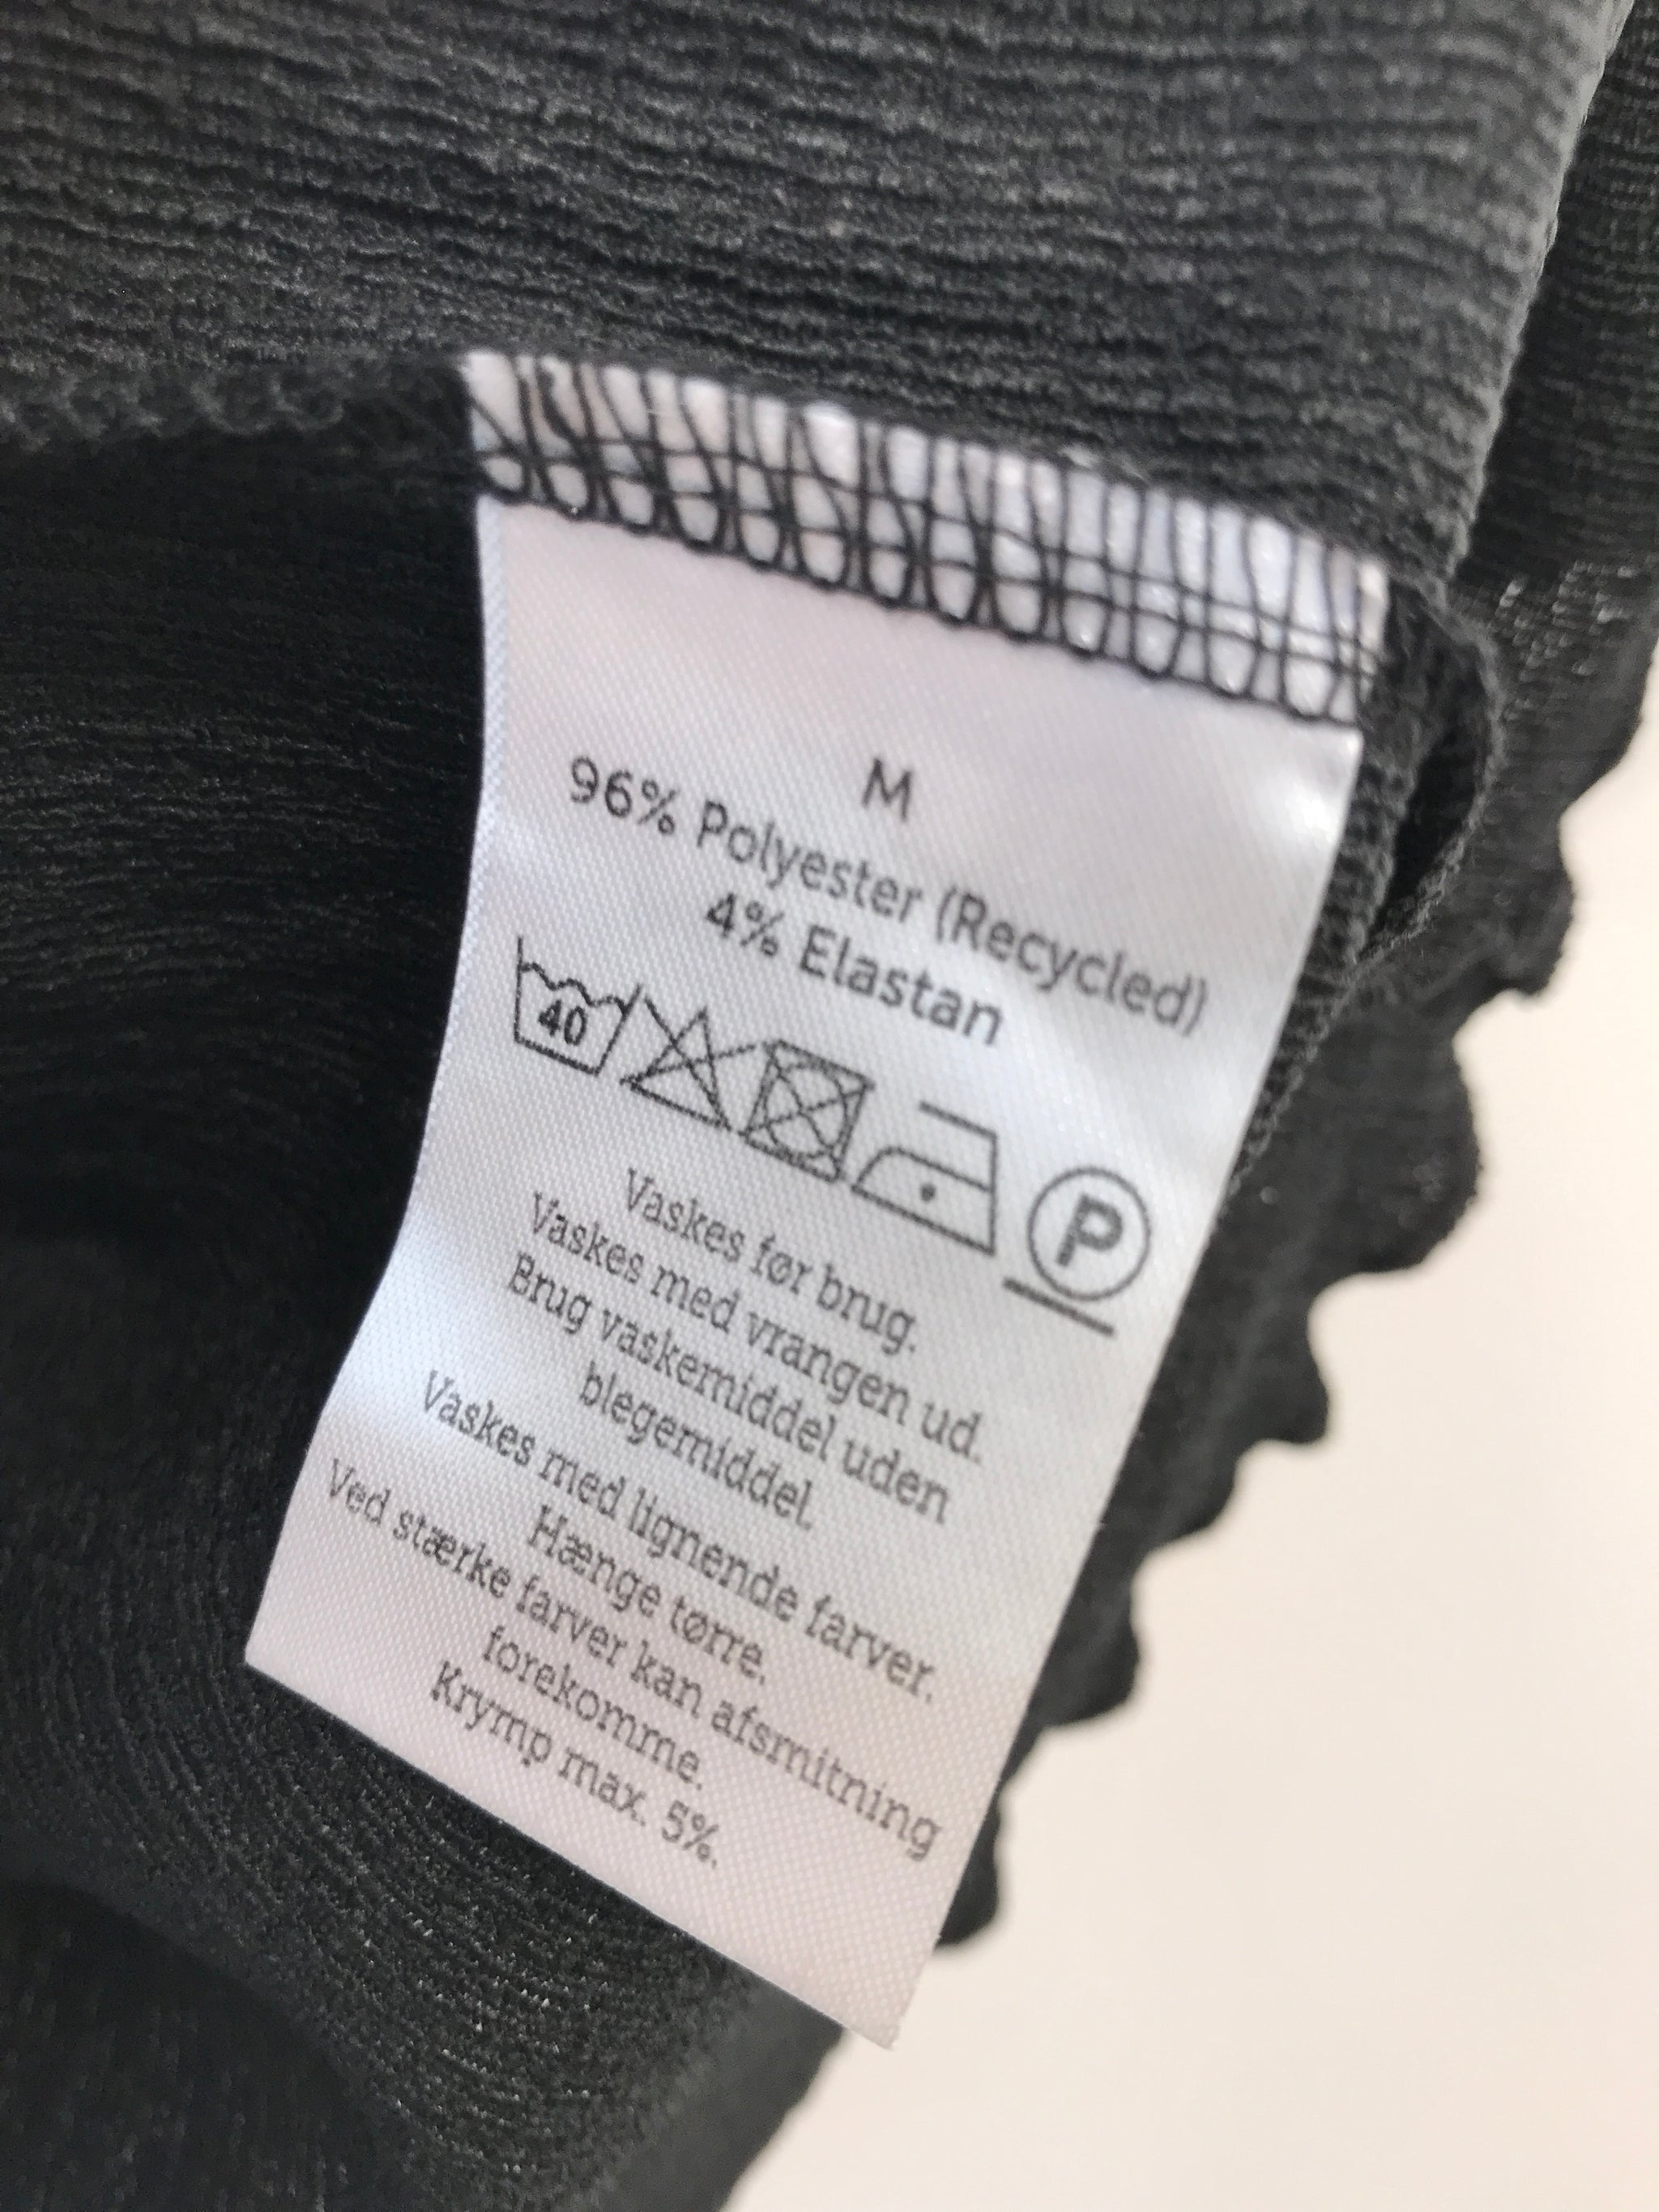 M
96% Polyester (Recycled)
4% Elastan
40
P
Vaskes før brug.
Vaskes med vrangen ud.
Brug vaskemiddel uden
blegemiddel.
Vaskes med lignende farver.
Hænge tørre.
Ved stærke farver kan afsmitning
forekomme.
Krymp max. 5%.